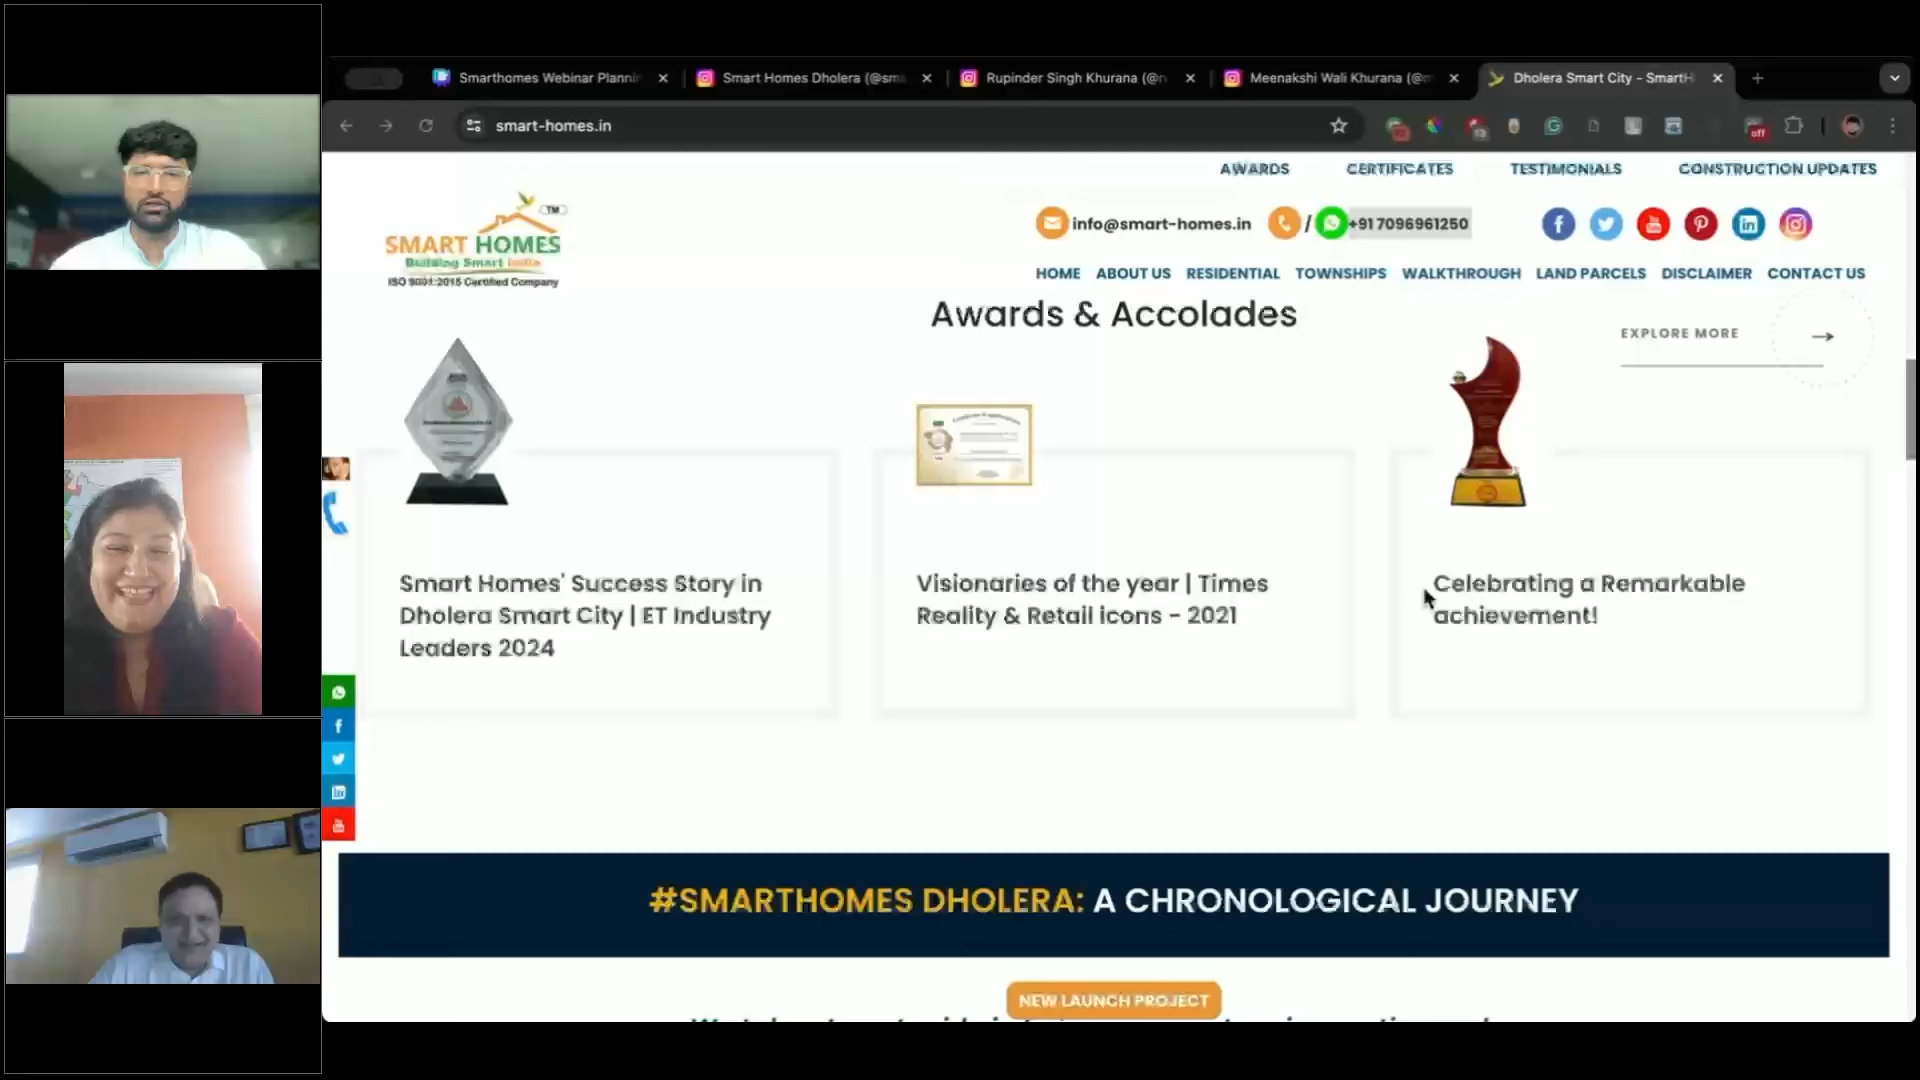 Smarthomes Webinar Planni
Smart Homes Dholera (@sm
Rupinder Singh Khurana (@r
Meenakshi Wali Khurana (@
Dholera Smart City - SmartH
smart-homes.in
off
AWARDS
CERTIFICATES
TESTIMONIALS
CONSTRUCTION UPDATES
TM
SMART HOMES
Building Smart India
ISO 9001:2015 Certified Company
info@smart-homes.in
/
+91 7096961250
HOME
ABOUT US
RESIDENTIAL
TOWNSHIPS
WALKTHROUGH
LAND PARCELS
DISCLAIMER
CONTACT US
Awards & Accolades
EXPLORE MORE
Smart Homes' Success Story in
Dholera Smart City | ET Industry
Leaders 2024
Visionaries of the year | Times
Reality & Retail icons - 2021
Celebrating a Remarkable
achievement!
#SMARTHOMES DHOLERA: A CHRONOLOGICAL JOURNEY
NEW LAUNCH PROJECT